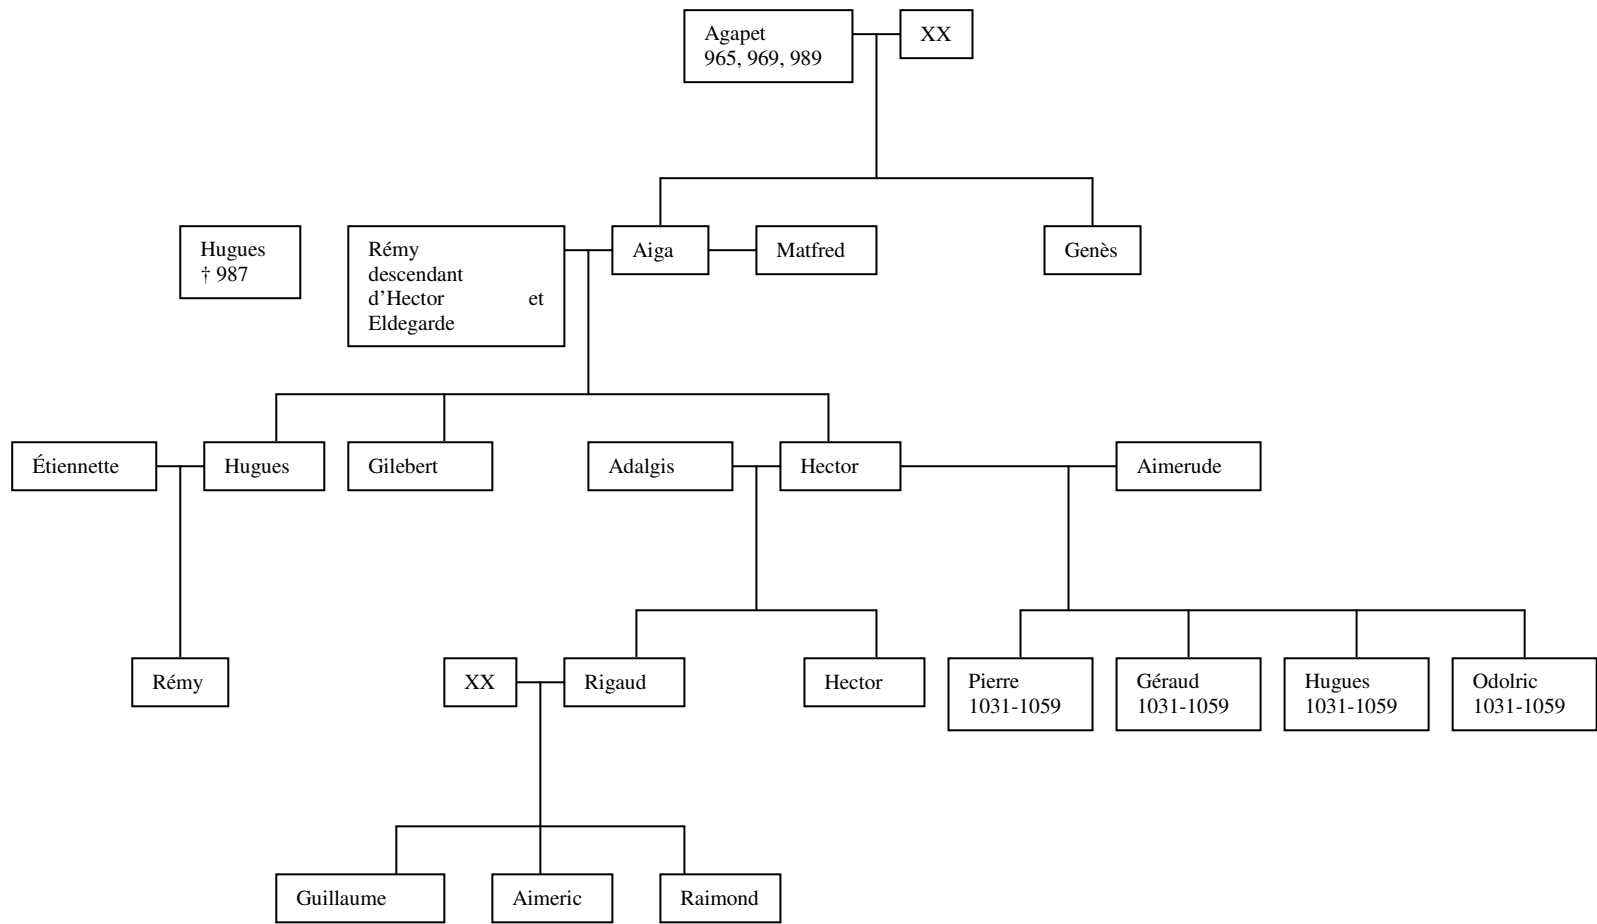 Agapet
965, 969, 989
XX
Hugues
† 987
Rémy
descendant
d’Hector et
Eldegarde
Aiga
Matfred
Genès
Étiennette
Hugues
Gilebert
Adalgis
Hector
Aimerude
Rémy
XX
Rigaud
Hector
Pierre
1031-1059
Géraud
1031-1059
Hugues
1031-1059
Odolric
1031-1059
Guillaume
Aimeric
Raimond